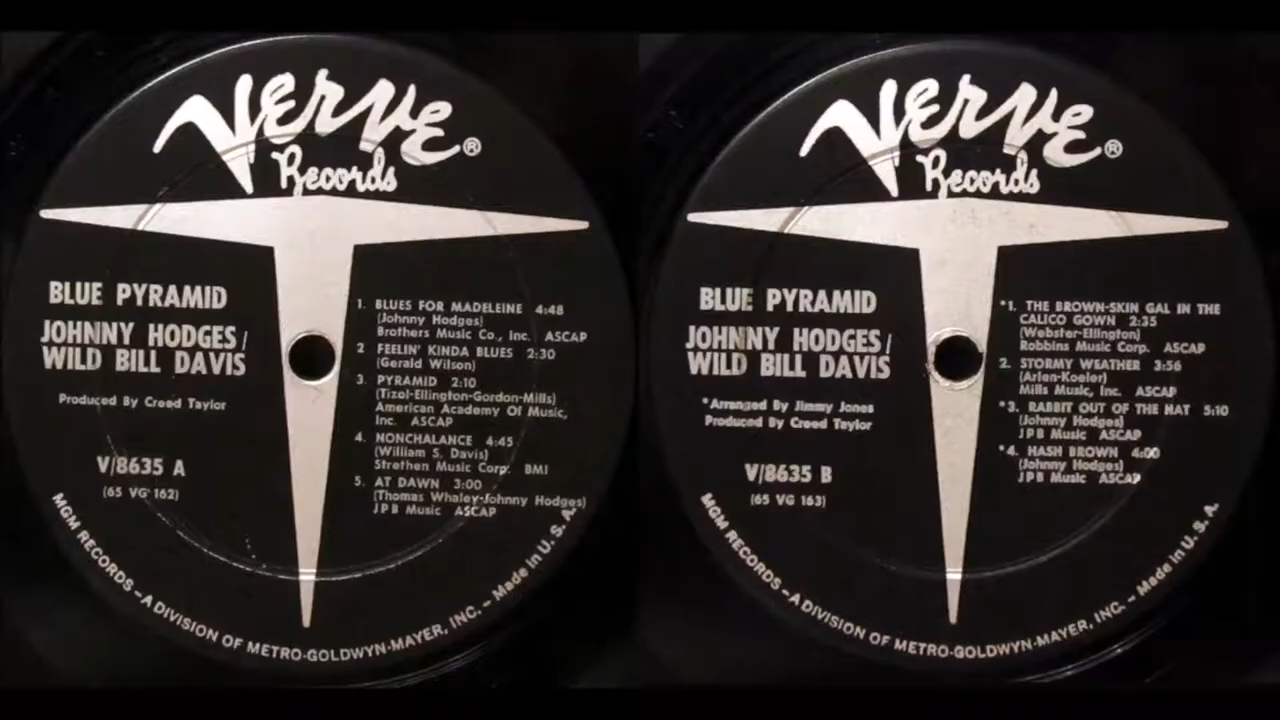 Verve®
Records
BLUE PYRAMID
JOHNNY HODGES/
WILD BILL DAVIS
Produced By Creed Taylor
V/8635 A
(65 VG 162)
1. BLUES FOR MADELEINE 4:48
(Johnny Hodges)
Brothers Music Co., Inc. ASCAP
2 FEELIN' KINDA BLUES 2:30
(Gerald Wilson)
3. PYRAMID 2:10
(Tizol-Ellington-Gordon-Mills)
American Academy Of Music,
Inc. ASCAP
4. NONCHALANCE 4:45
(William S. Davis)
Strethen Music Corp. BMI
5. AT DAWN 3:00
(Thomas Whaley-Johnny Hodges)
JPB Music ASCAP
MGM RECORDS – A DIVISION OF METRO-GOLDWYN-MAYER, INC. – Made in U. S. A.
Verve®
Records
BLUE PYRAMID
JOHNNY HODGES/
WILD BILL DAVIS
*Arranged By Jimmy Jones
Produced By Creed Taylor
V/8635 B
(65 VG 163)
*1. THE BROWN-SKIN GAL IN THE
CALICO GOWN 2:35
(Webster-Ellington)
Robbins Music Corp. ASCAP
2. STORMY WEATHER 3:56
(Arlen-Koeler)
Mills Music, Inc. ASCAP
*3. RABBIT OUT OF THE HAT 5:10
(Johnny Hodges)
JPB Music ASCAP
*4. HASH BROWN 4:00
(Johnny Hodges)
JPB Music ASCAP
MGM RECORDS – A DIVISION OF METRO-GOLDWYN-MAYER, INC. – Made in U. S. A.